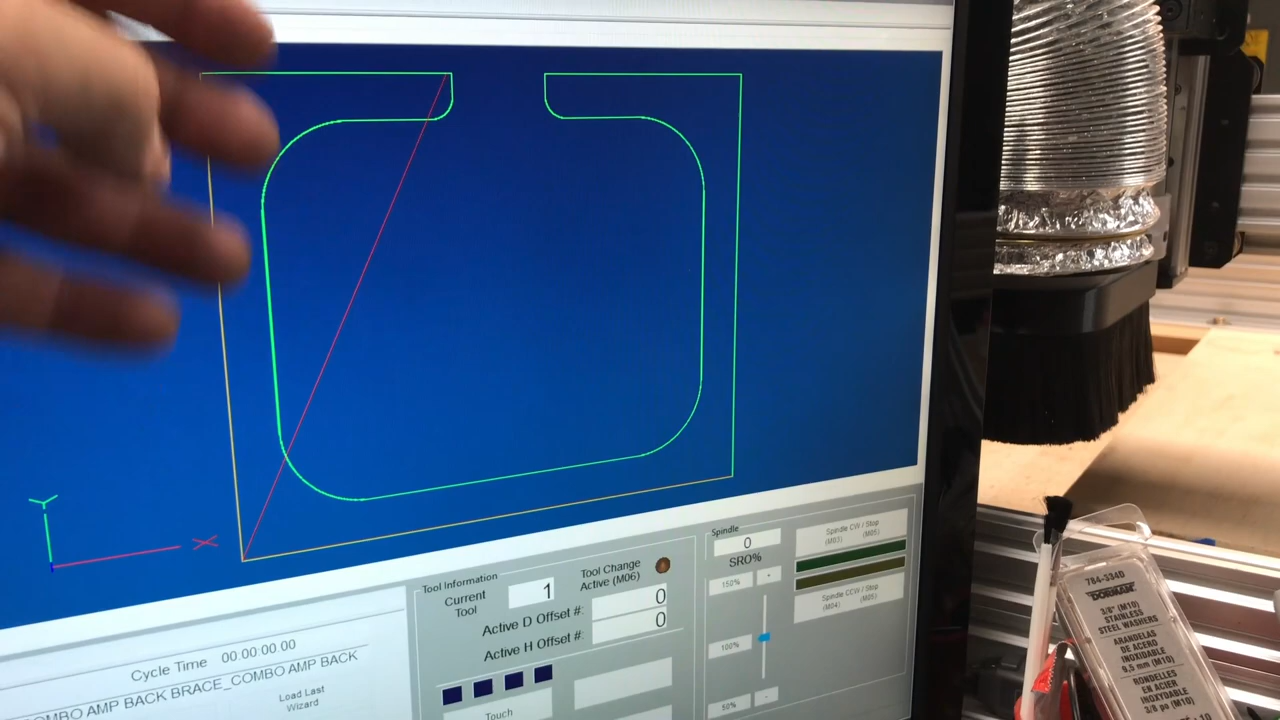 Y
X
Cycle Time 00:00:00.00
COMBO AMP BACK BRACE_COMBO AMP BACK
Load Last
Wizard
Tool Information
Current
Tool
1
Tool Change
Active (M06)
Active D Offset #:
0
Active H Offset #:
0
Touch
Spindle
0
SRO%
150%
-
100%
50%
-
Spindle CW / Stop
(M03) (M05)
Spindle CCW / Stop
(M04) (M05)
784-334D
DORMAN
3/8" (M10)
STAINLESS
STEEL WASHERS
ARANDELAS
DE ACERO
INOXIDABLE
9,5 mm (M10)
RONDELLES
EN ACIER
INOXYDABLE
3/8 po (M10)
10